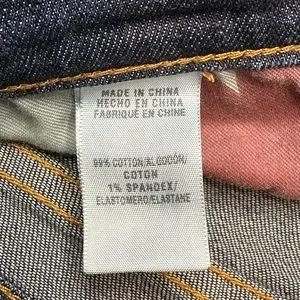 MADE IN CHINA
HECHO EN CHINA
FABRIQUÉ EN CHINE
99% COTTON/ALGODÓN/
COTON
1% SPANDEX/
ELASTOMERO/ELASTANE